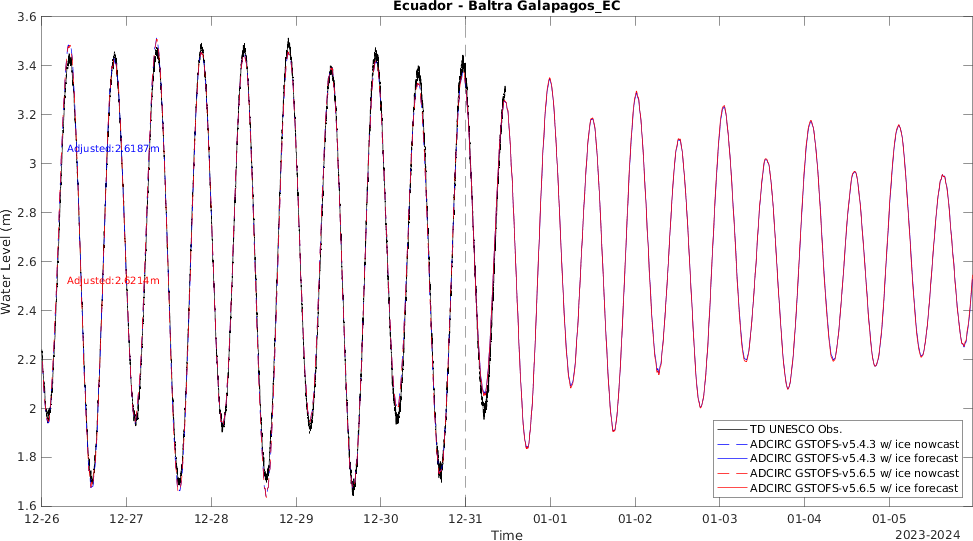 Ecuador - Baltra Galapagos_EC
3.6
3.4
3.2
3
2.8
2.6
2.4
2.2
2
1.8
1.6
Water Level (m)
Adjusted:2.6187m
Adjusted:2.6214m
TD UNESCO Obs.
ADCIRC GSTOFS-v5.4.3 w/ ice nowcast
ADCIRC GSTOFS-v5.4.3 w/ ice forecast
ADCIRC GSTOFS-v5.6.5 w/ ice nowcast
ADCIRC GSTOFS-v5.6.5 w/ ice forecast
12-26 12-27 12-28 12-29 12-30 12-31 01-01 01-02 01-03 01-04 01-05
Time
2023-2024